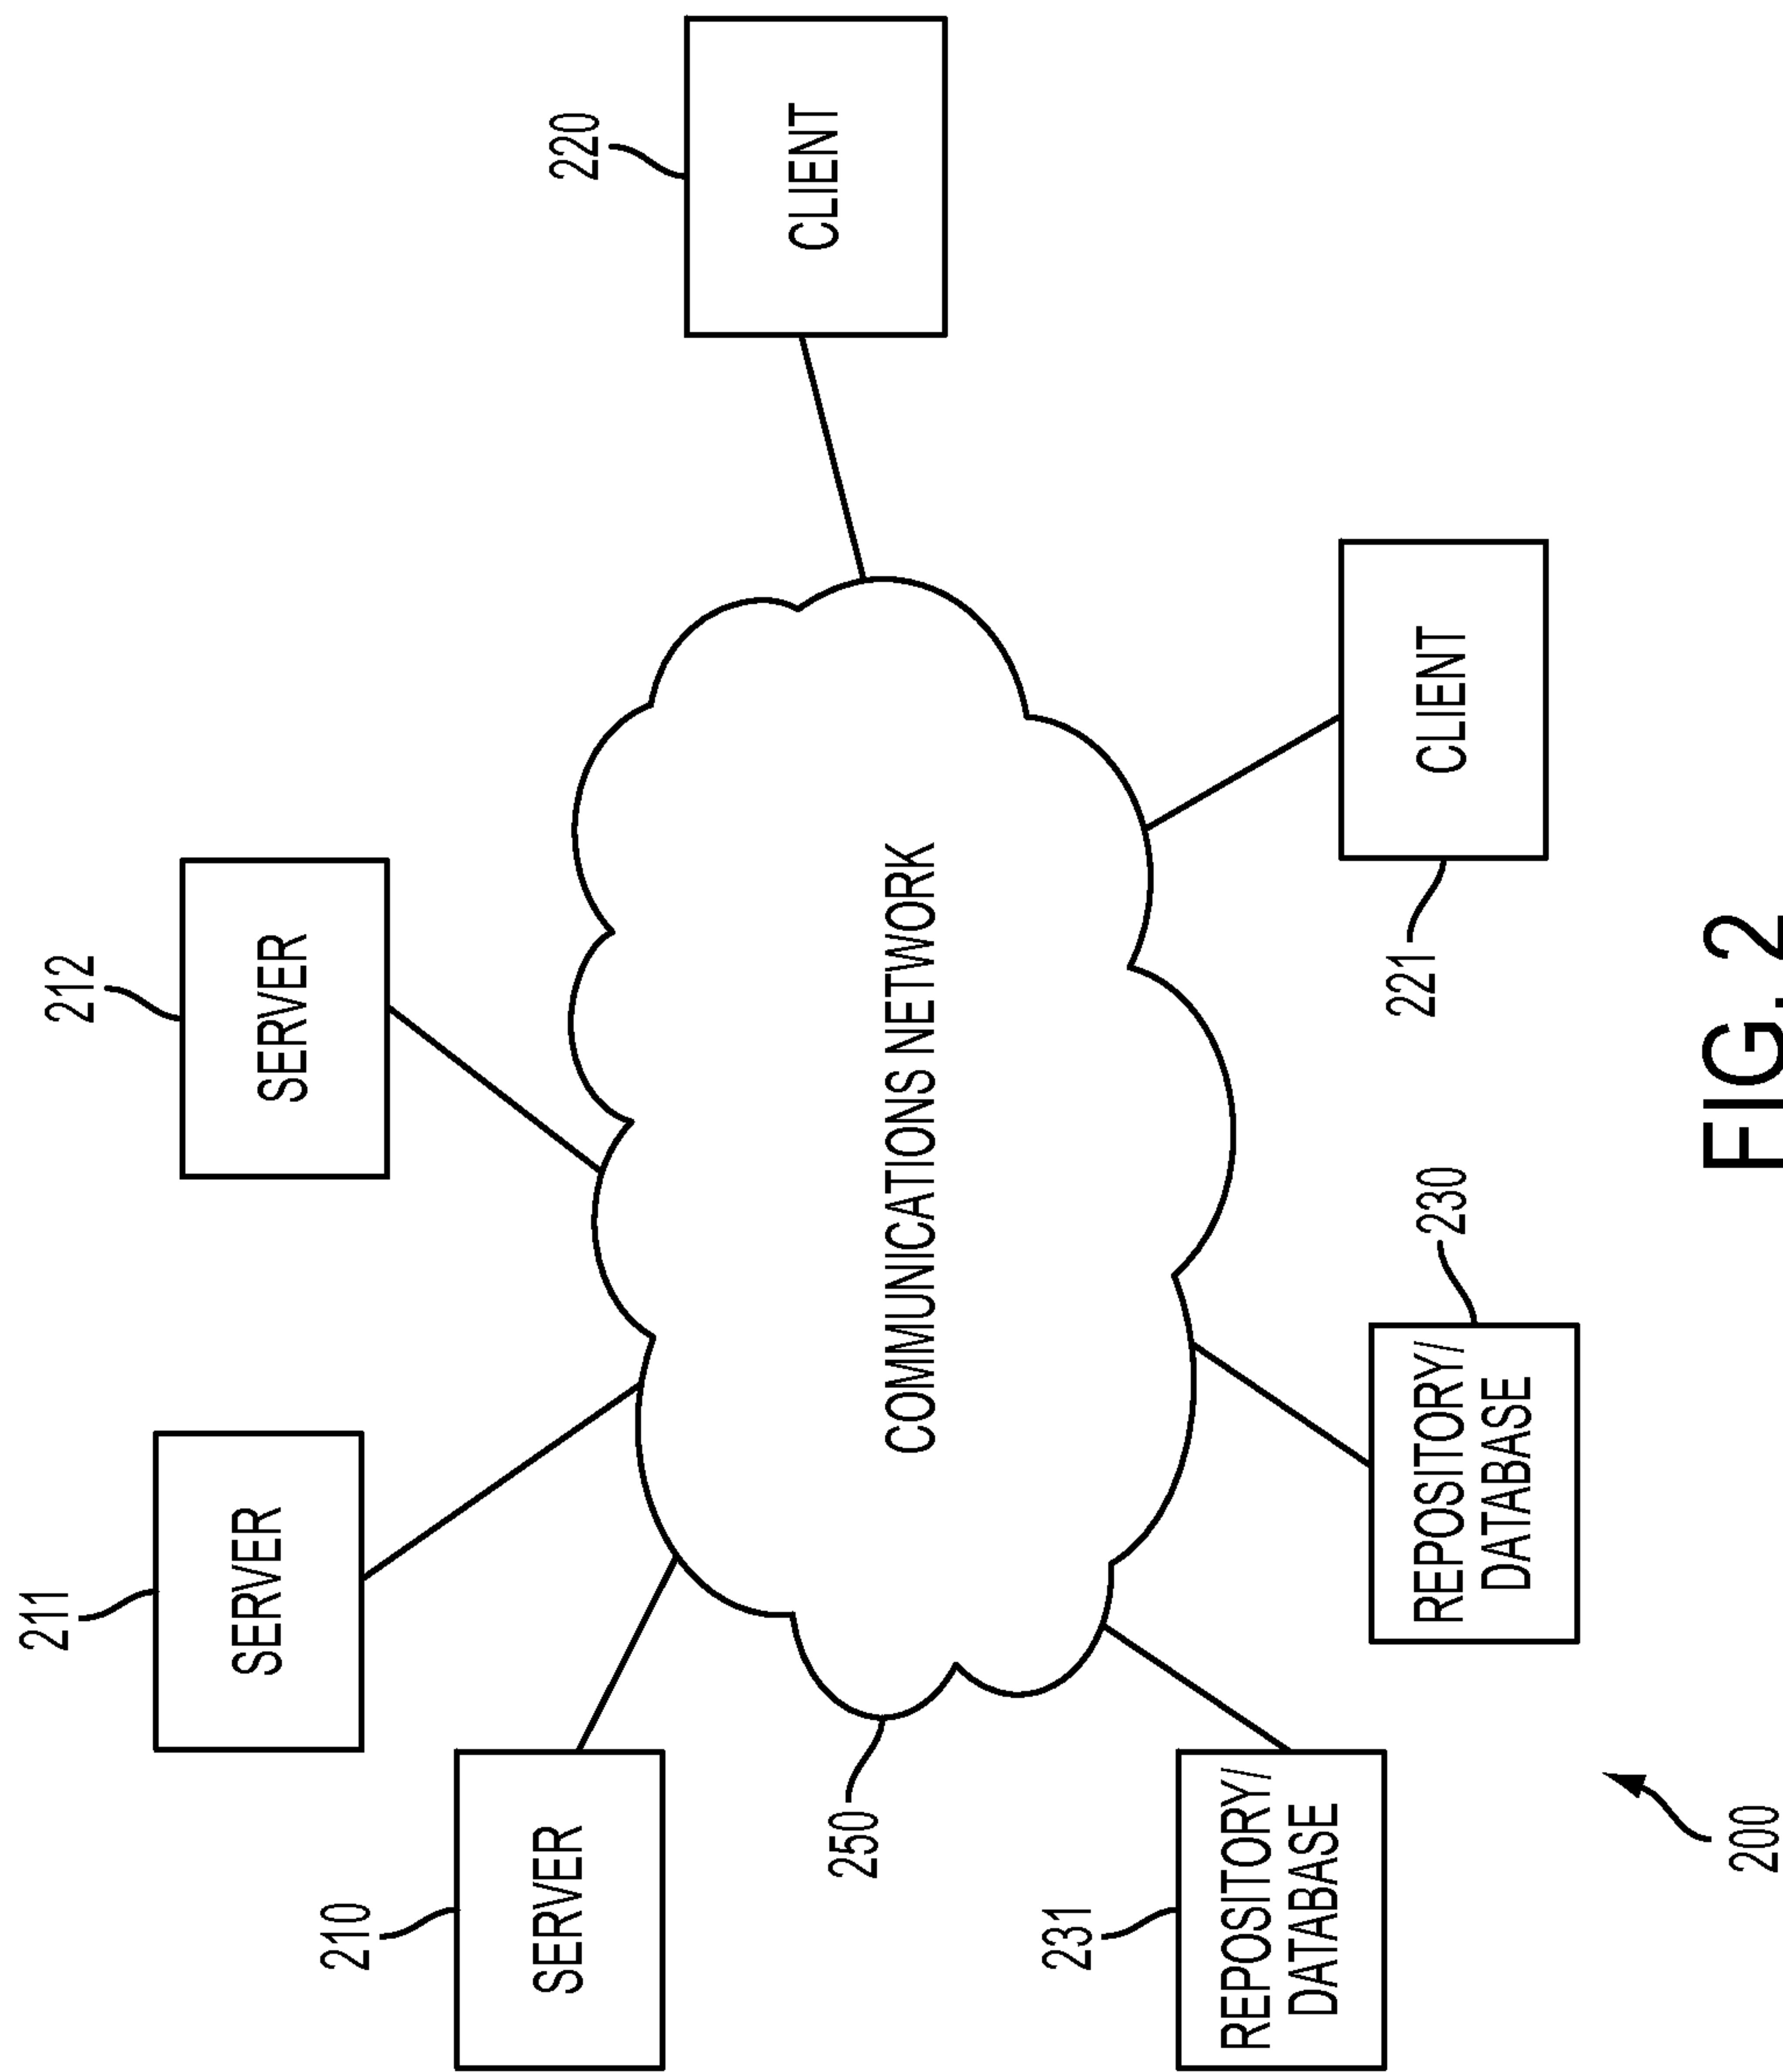 212
SERVER
211
SERVER
220
CLIENT
210
SERVER
COMMUNICATIONS NETWORK
250
231
REPOSITORY/
DATABASE
230
REPOSITORY/
DATABASE
221
CLIENT
200
FIG. 2